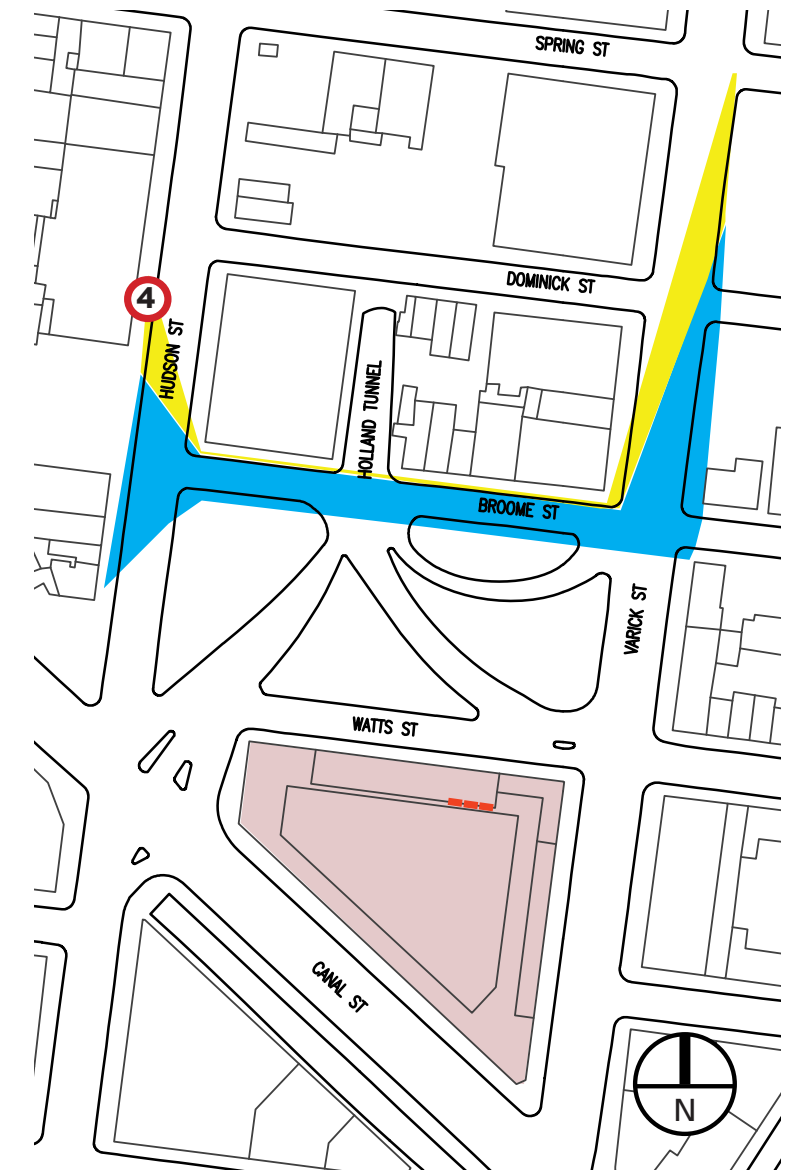 SPRING ST
DOMINICK ST
4
HUDSON ST
HOLLAND TUNNEL
BROOME ST
VARICK ST
WATTS ST
CANAL ST
N